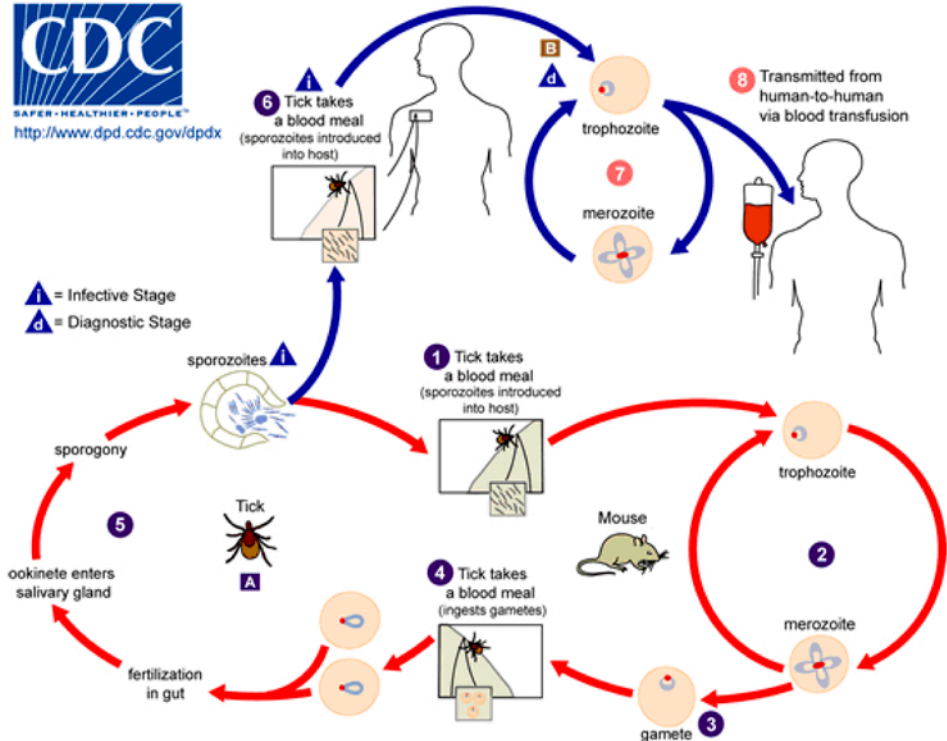 CDC
SAFER • HEALTHIER • PEOPLE™
http://www.dpd.cdc.gov/dpdx
i
6 Tick takes
a blood meal
(sporozoites introduced
into host)
B
d
trophozoite
7
merozoite
8 Transmitted from
human-to-human
via blood transfusion
i = Infective Stage
d = Diagnostic Stage
sporozoites i
1 Tick takes
a blood meal
(sporozoites introduced
into host)
trophozoite
sporogony
5
Tick
A
Mouse
2
ookinete enters
salivary gland
4 Tick takes
a blood meal
(ingests gametes)
merozoite
fertilization
in gut
gamete
3